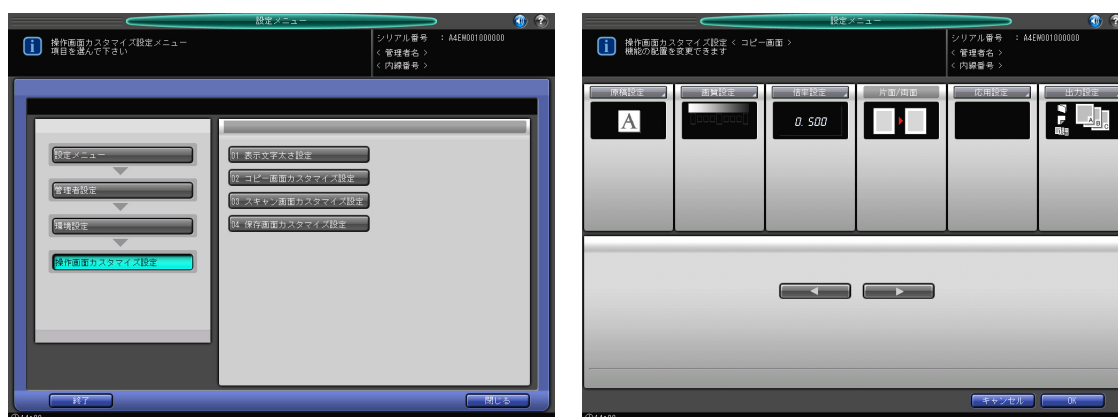 設定メニュー
操作画面カスタマイズ設定メニュー
項目を選んで下さい
シリアル番号 : A4EM001000000
< 管理者名 >
< 内線番号 >
設定メニュー
管理者設定
環境設定
操作画面カスタマイズ設定
01 表示文字太さ設定
02 コピー画面カスタマイズ設定
03 スキャン画面カスタマイズ設定
04 保存画面カスタマイズ設定
終了
閉じる
設定メニュー
操作画面カスタマイズ設定 < コピー画面 >
機能の配置を変更できます
シリアル番号 : A4EM001000000
< 管理者名 >
< 内線番号 >
原稿設定
画質設定
倍率設定
片面/両面
応用設定
出力設定
A
0. 500
A B C
キャンセル
OK